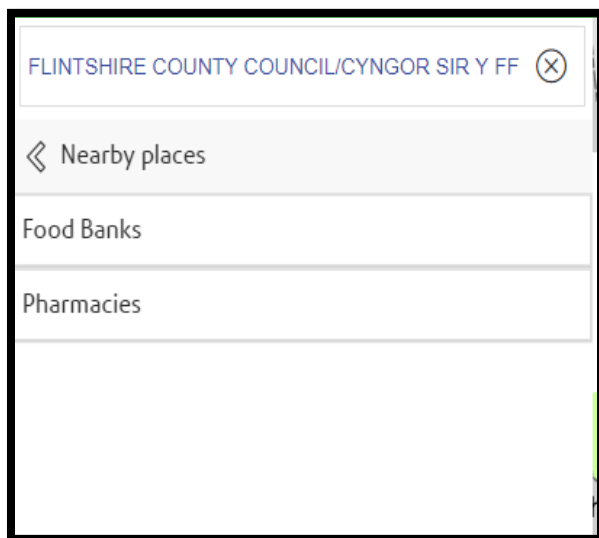 FLINTSHIRE COUNTY COUNCIL/CYNGOR SIR Y FF
Nearby places
Food Banks
Pharmacies